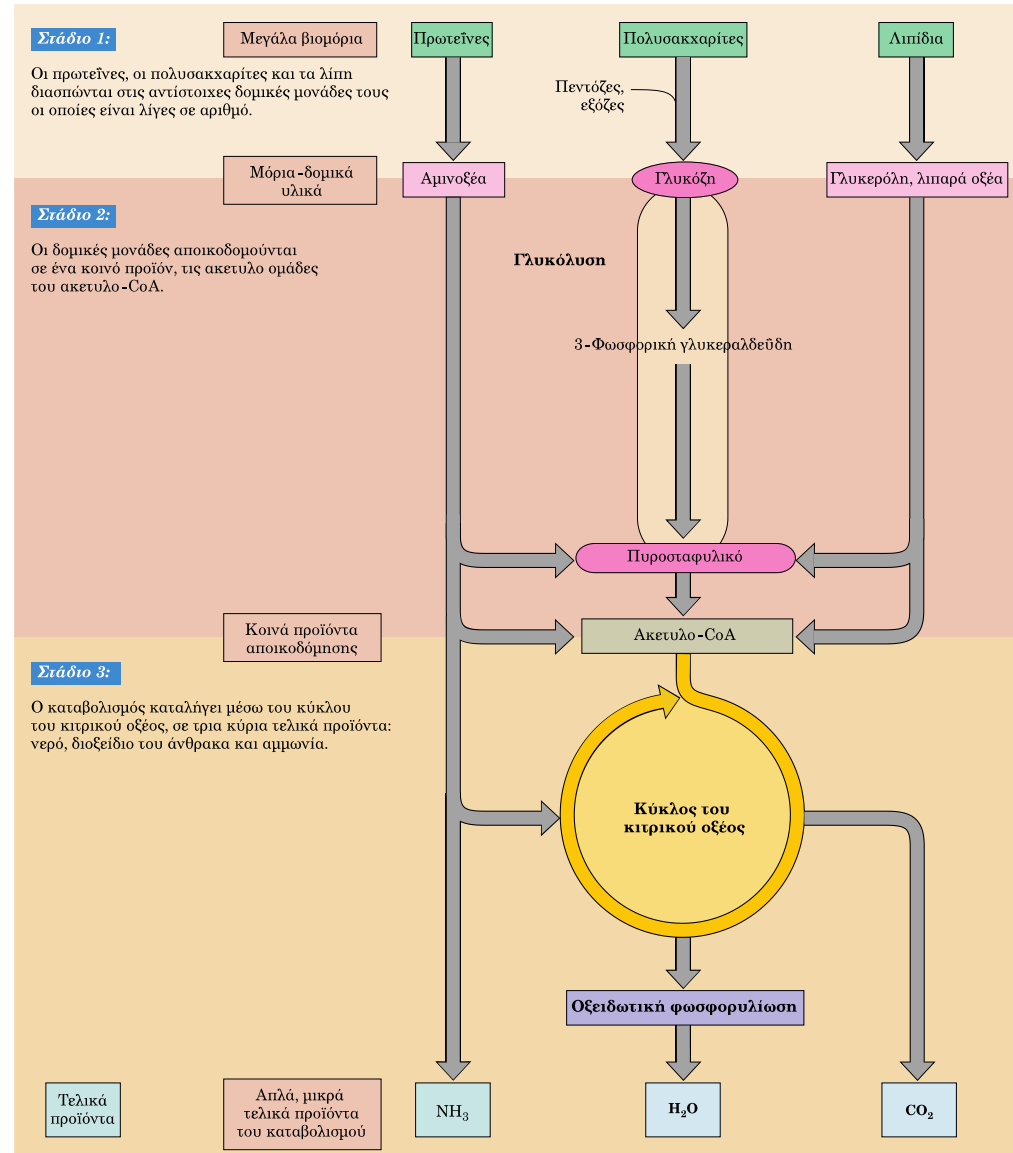 Στάδιο 1:
Μεγάλα βιομόρια
Πρωτεΐνες
Πολυσακχαρίτες
Λιπίδια
Οι πρωτεΐνες, οι πολυσακχαρίτες και τα λίπη
διασπώνται στις αντίστοιχες δομικές μονάδες τους
οι οποίες είναι λίγες σε αριθμό.
Πεντόζες,
εξόζες
Μόρια-δομικά
υλικά
Αμινοξέα
Γλυκόζη
Γλυκερόλη, λιπαρά οξέα
Στάδιο 2:
Οι δομικές μονάδες αποικοδομούνται
σε ένα κοινό προϊόν, τις ακετυλο ομάδες
του ακετυλο-CoA.
Γλυκόλυση
3-Φωσφορική γλυκεραλδεΰδη
Πυροσταφυλικό
Κοινά προϊόντα
αποικοδόμησης
Ακετυλο-CoA
Στάδιο 3:
Ο καταβολισμός καταλήγει μέσω του κύκλου
του κιτρικού οξέος, σε τρια κύρια τελικά προϊόντα:
νερό, διοξείδιο του άνθρακα και αμμωνία.
Κύκλος του
κιτρικού οξέος
Οξειδωτική φωσφορυλίωση
Τελικά
προϊόντα
Απλά, μικρά
τελικά προϊόντα
του καταβολισμού
NH₃
H₂O
CO₂